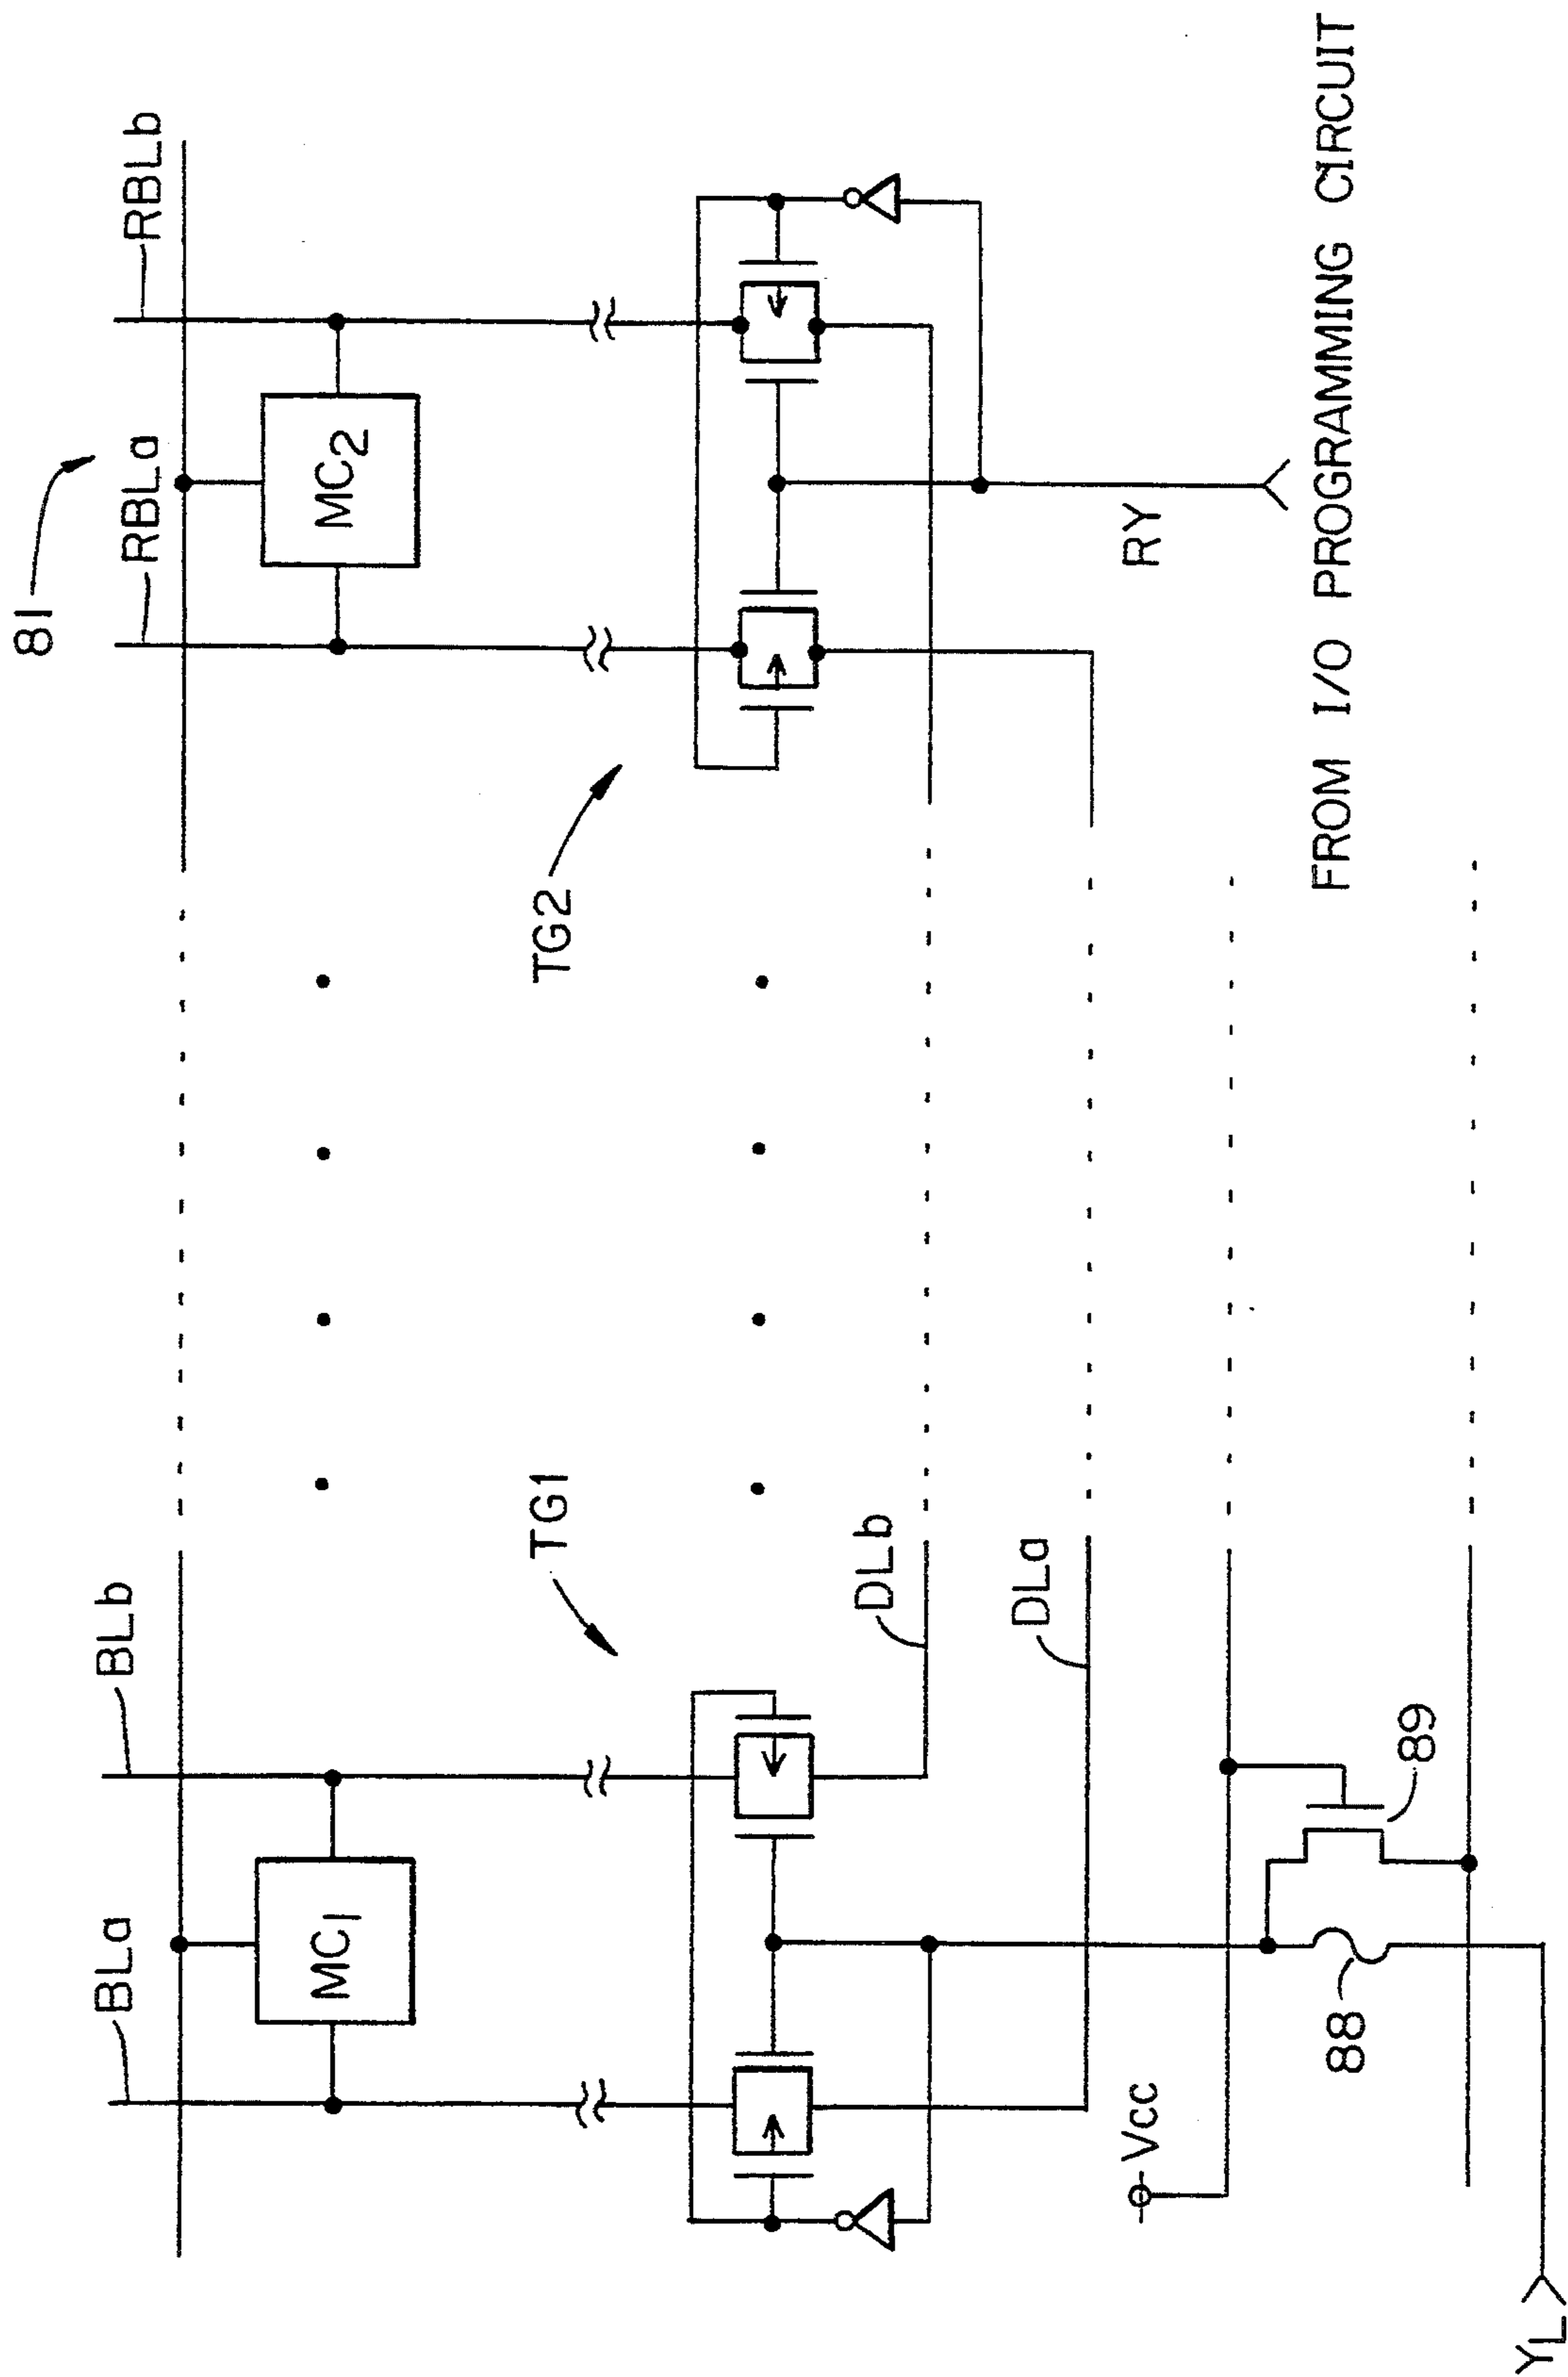 81
RBLa
RBLb
BLa
BLb
MC1
MC2
TG1
TG2
DLb
DLa
RY
Vcc
89
88
YL
FROM I/O PROGRAMMING CIRCUIT